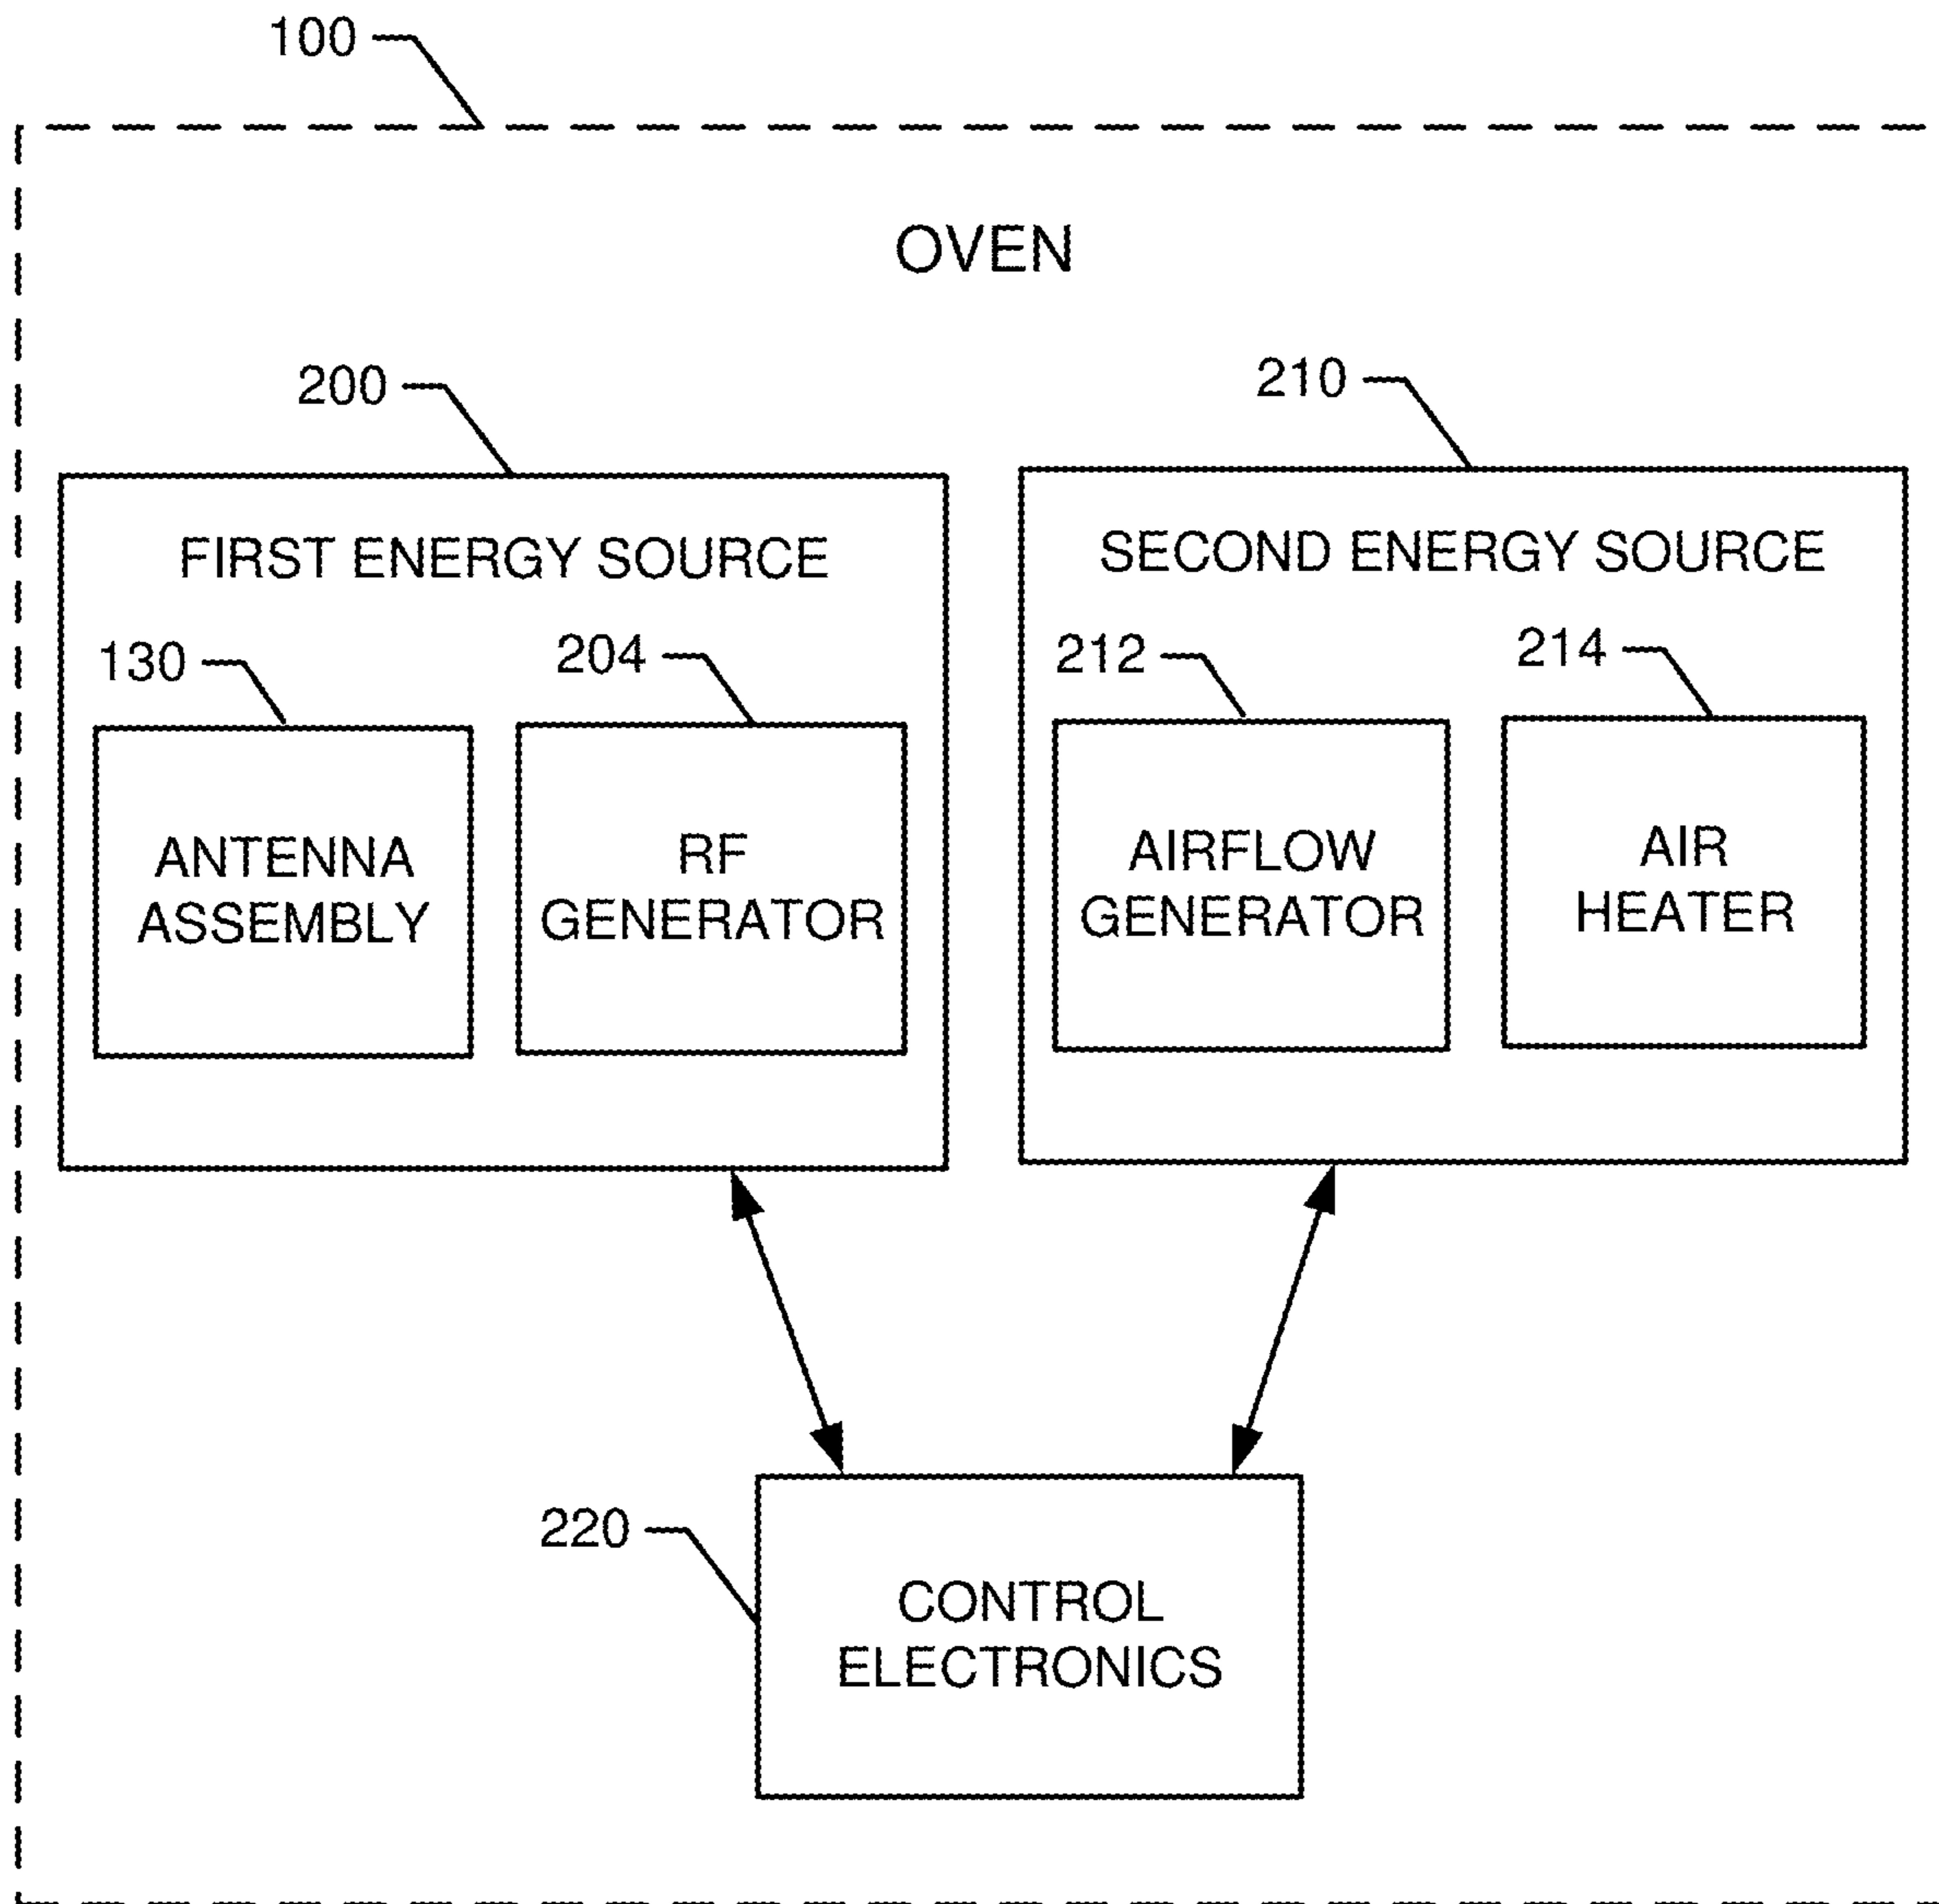 100
OVEN
200
210
FIRST ENERGY SOURCE
130
204
ANTENNA
ASSEMBLY
RF
GENERATOR
SECOND ENERGY SOURCE
212
214
AIRFLOW
GENERATOR
AIR
HEATER
220
CONTROL
ELECTRONICS